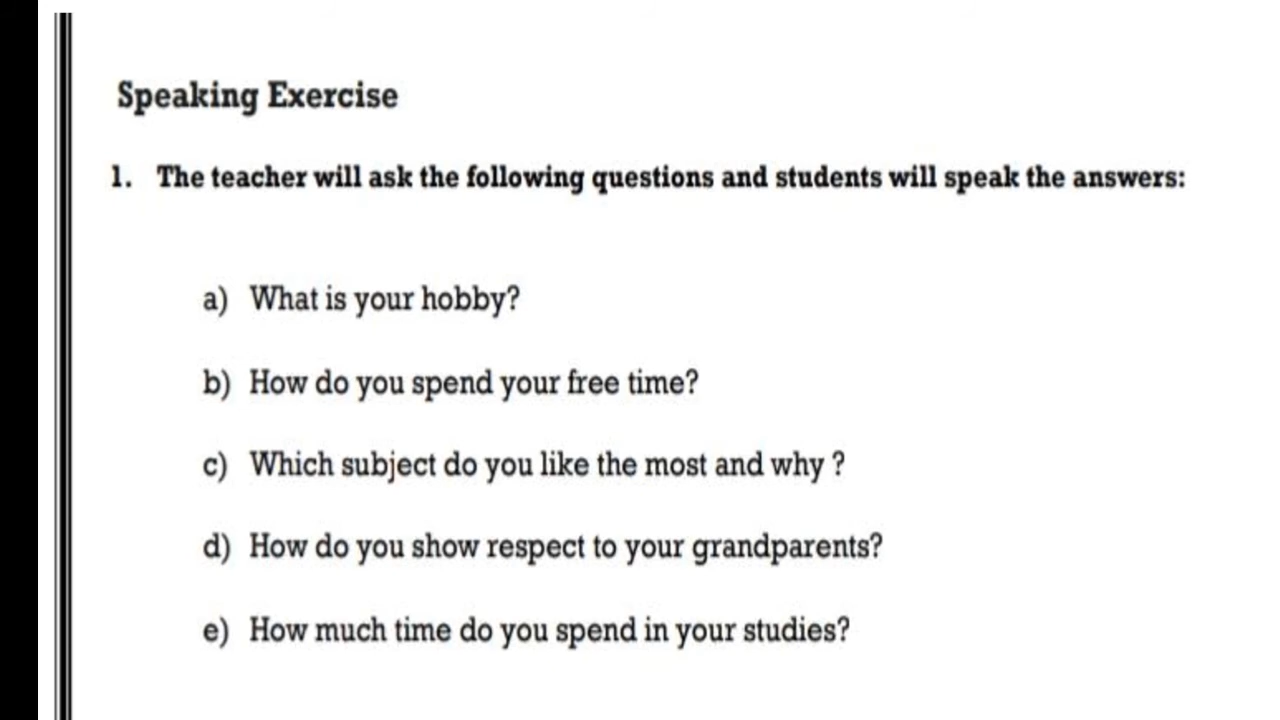 Speaking Exercise
1. The teacher will ask the following questions and students will speak the answers:
a) What is your hobby?
b) How do you spend your free time?
c) Which subject do you like the most and why ?
d) How do you show respect to your grandparents?
e) How much time do you spend in your studies?